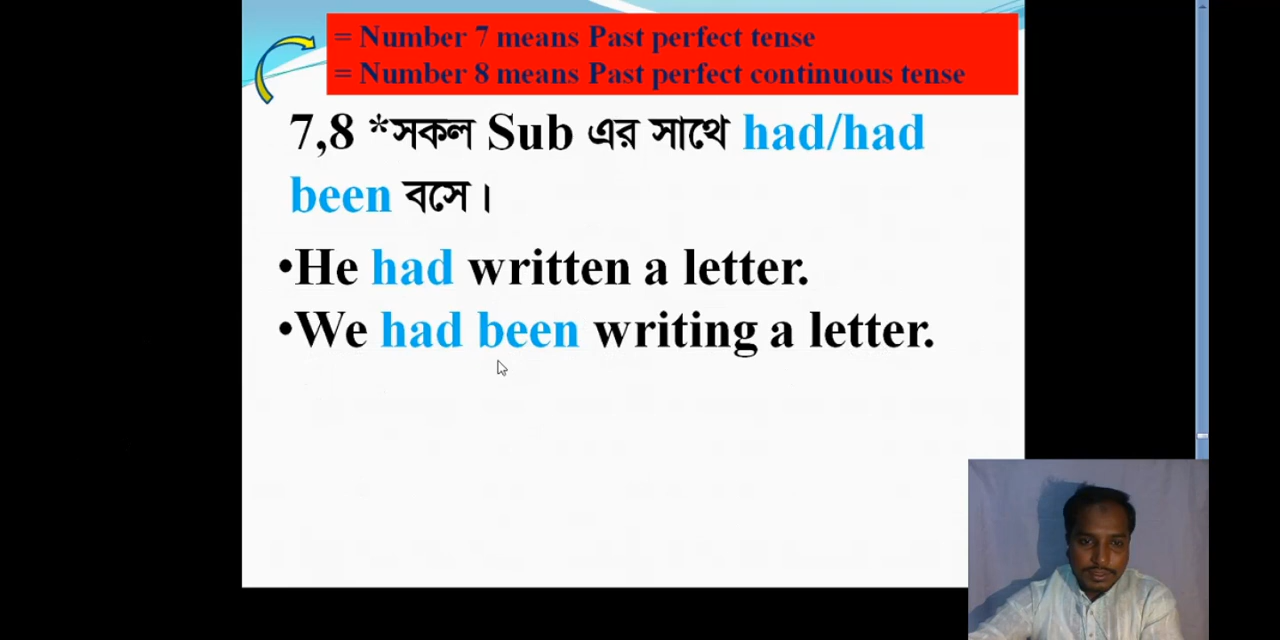 = Number 7 means Past perfect tense
= Number 8 means Past perfect continuous tense
7,8 *সকল Sub এর সাথে had/had
been বসে।
•He had written a letter.
•We had been writing a letter.